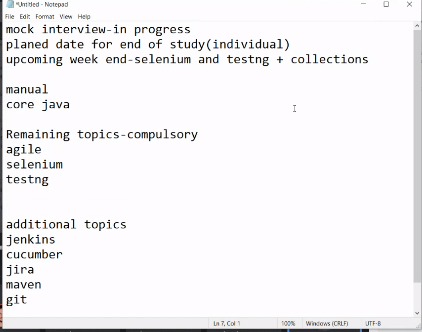 *Untitled - Notepad
File Edit Format View Help
mock interview-in progress
planed date for end of study(individual)
upcoming week end-selenium and testng + collections
manual
core java
Remaining topics-compulsory
agile
selenium
testng
additional topics
jenkins
cucumber
jira
maven
git
Ln 7, Col 1 100% Windows (CRLF) UTF-8